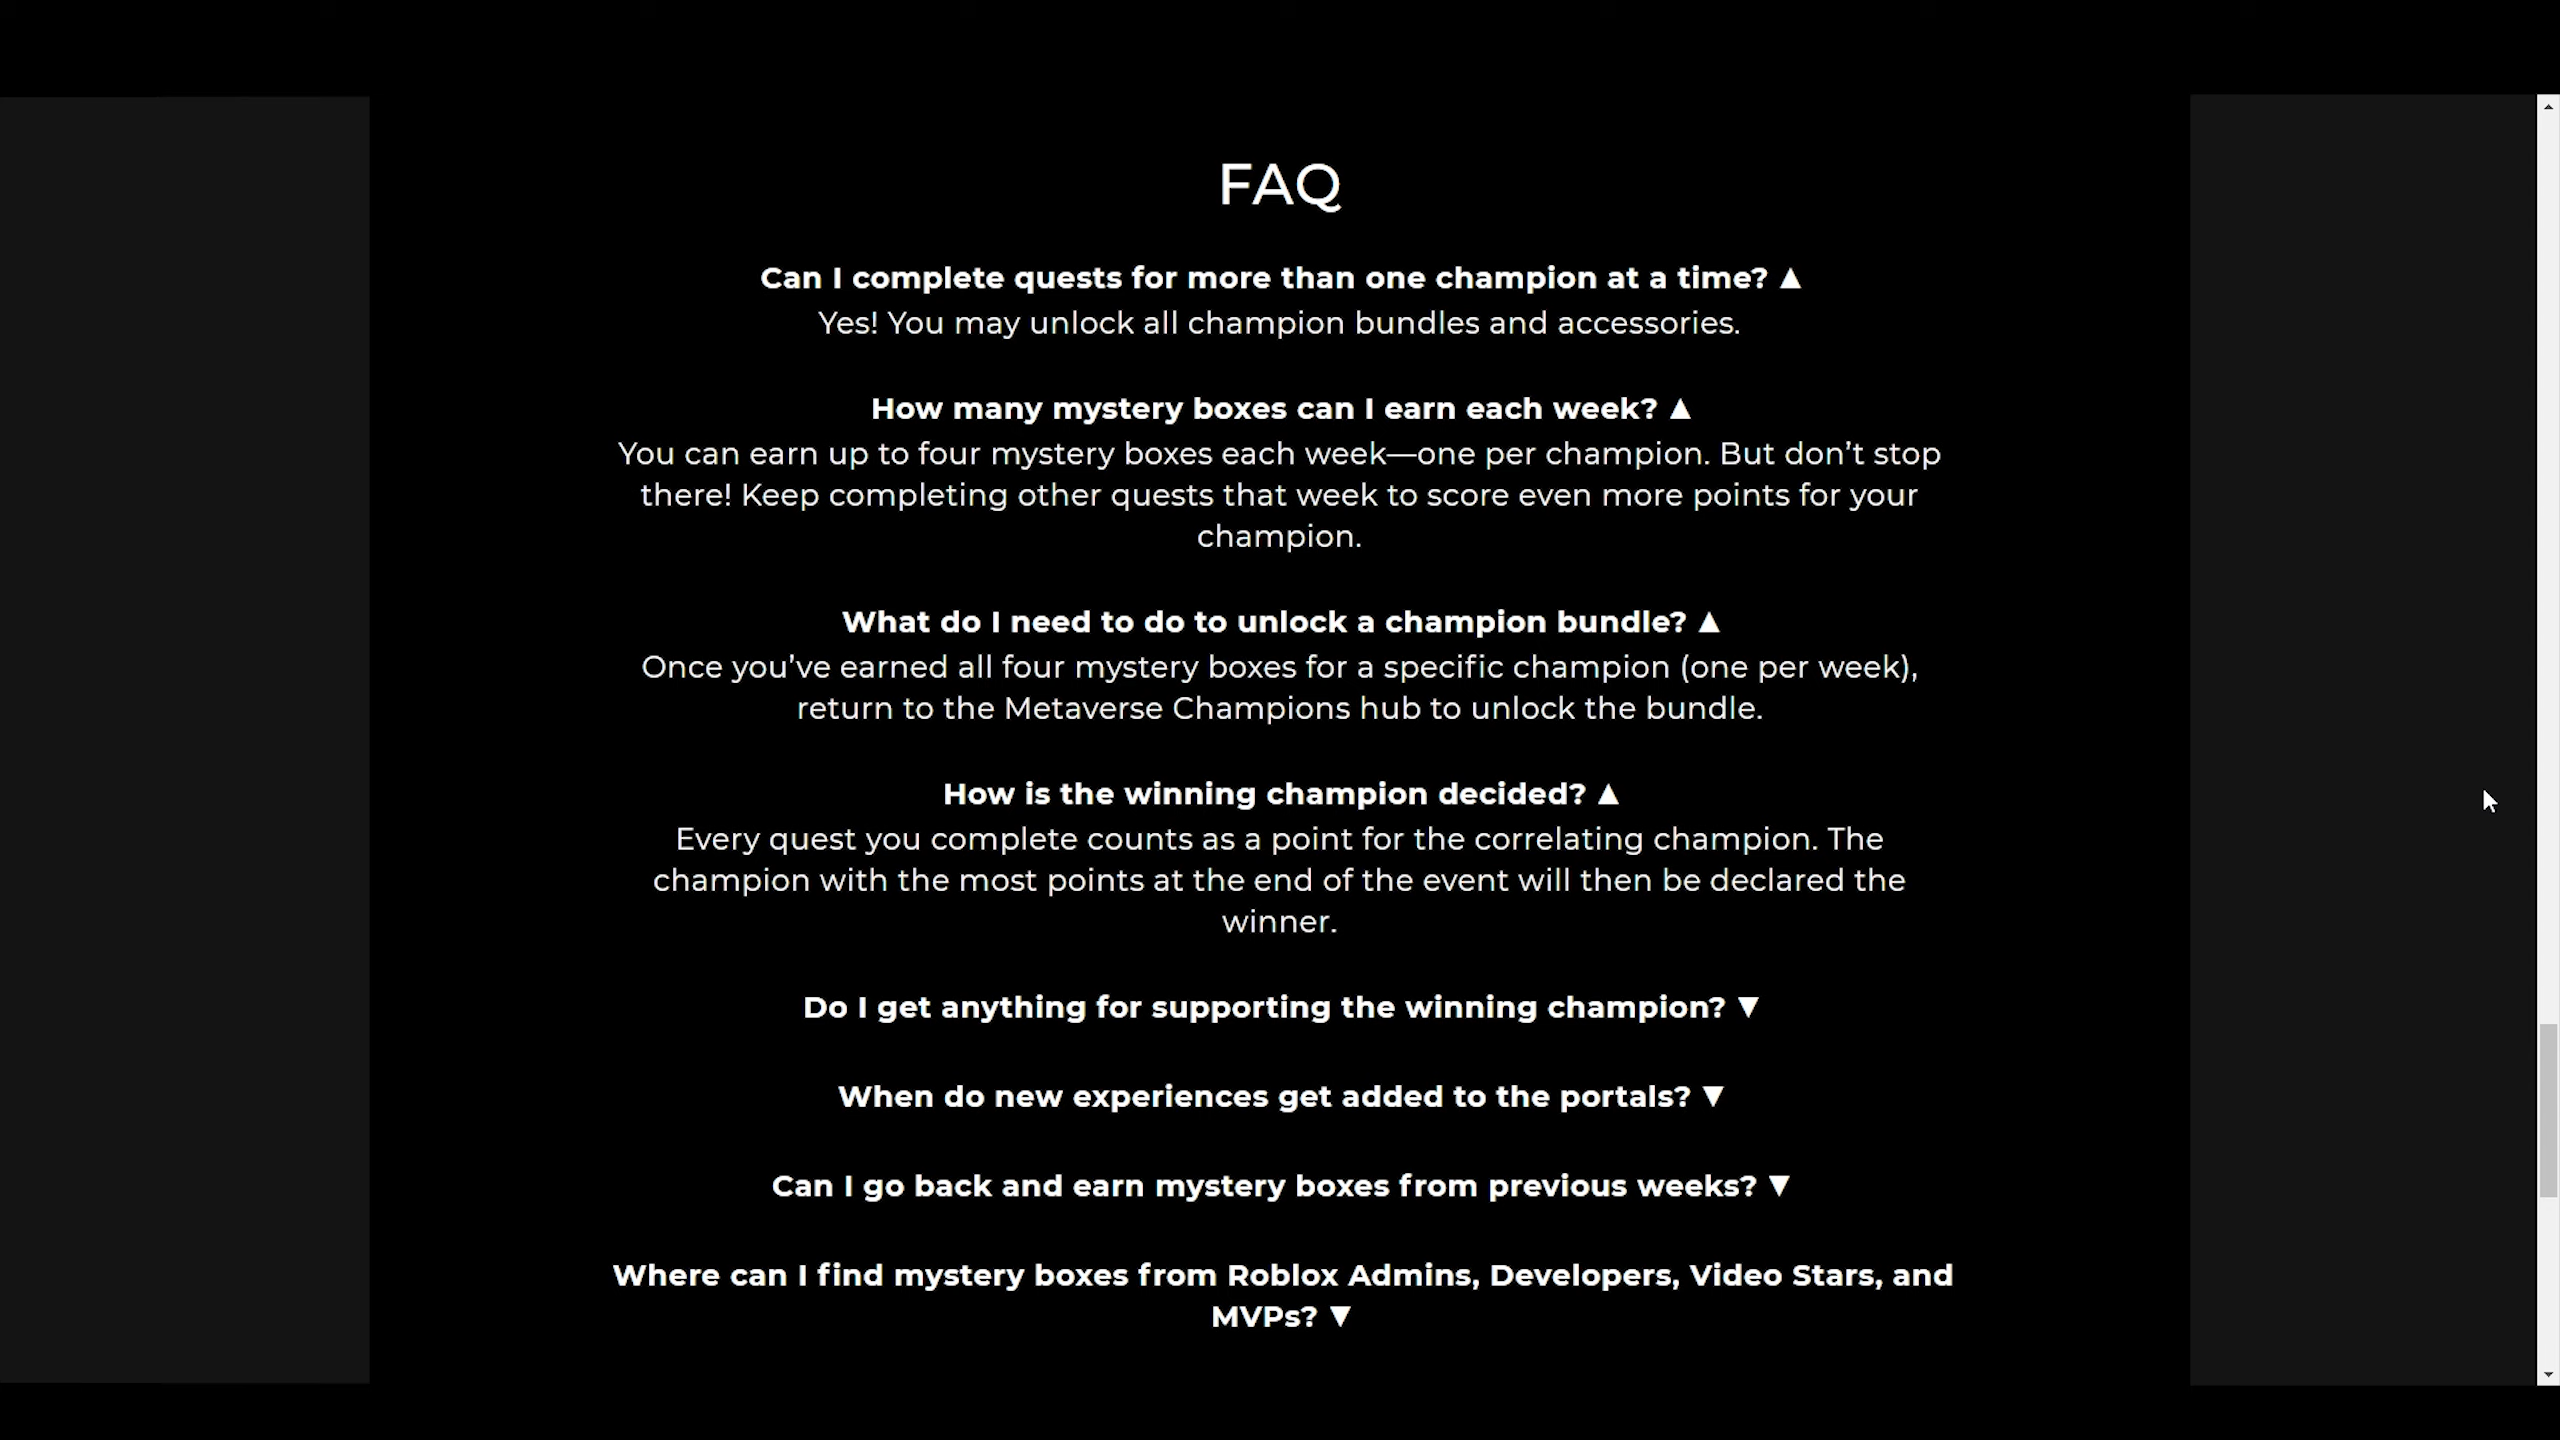 FAQ
Can I complete quests for more than one champion at a time? ▲
Yes! You may unlock all champion bundles and accessories.
How many mystery boxes can I earn each week? ▲
You can earn up to four mystery boxes each week—one per champion. But don’t stop
there! Keep completing other quests that week to score even more points for your
champion.
What do I need to do to unlock a champion bundle? ▲
Once you’ve earned all four mystery boxes for a specific champion (one per week),
return to the Metaverse Champions hub to unlock the bundle.
How is the winning champion decided? ▲
Every quest you complete counts as a point for the correlating champion. The
champion with the most points at the end of the event will then be declared the
winner.
Do I get anything for supporting the winning champion? ▼
When do new experiences get added to the portals? ▼
Can I go back and earn mystery boxes from previous weeks? ▼
Where can I find mystery boxes from Roblox Admins, Developers, Video Stars, and
MVPs? ▼